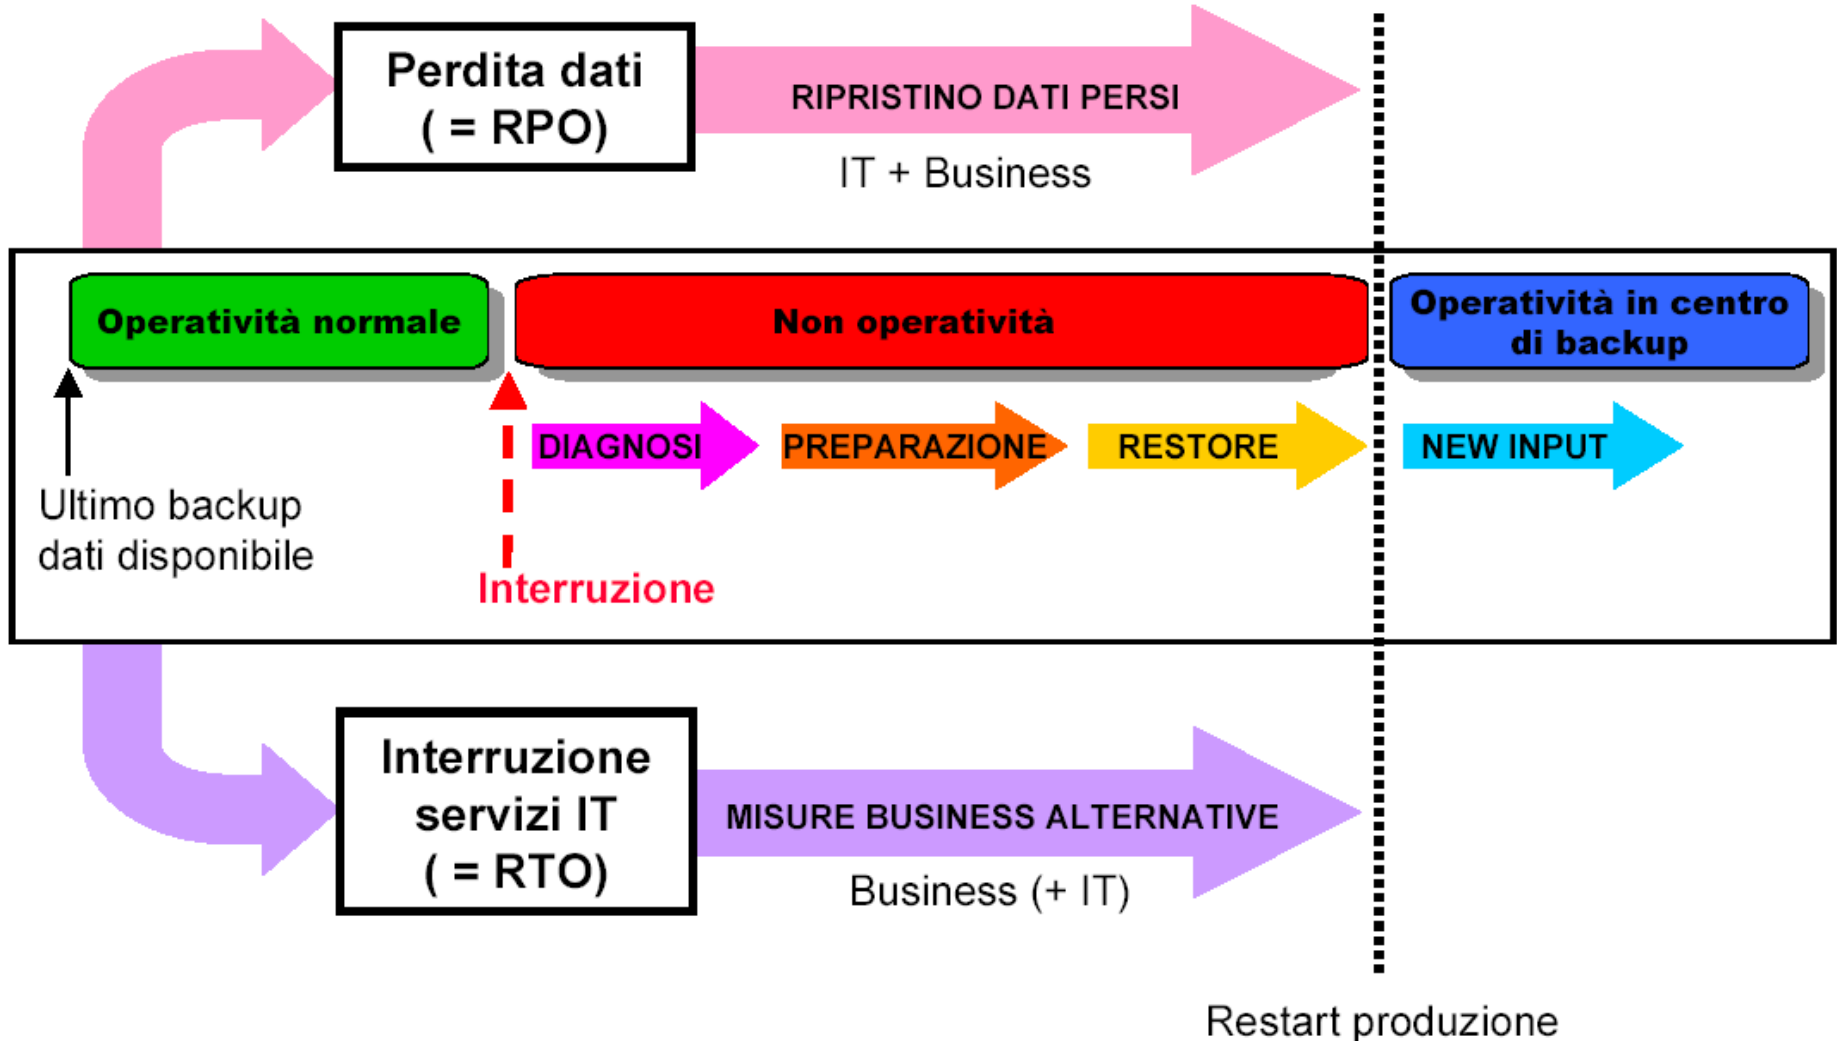 Perdita dati
( = RPO)
RIPRISTINO DATI PERSI
IT + Business
Operatività normale
Non operatività
Operatività in centro
di backup
DIAGNOSI
PREPARAZIONE
RESTORE
NEW INPUT
Ultimo backup
dati disponibile
Interruzione
Interruzione
servizi IT
( = RTO)
MISURE BUSINESS ALTERNATIVE
Business (+ IT)
Restart produzione